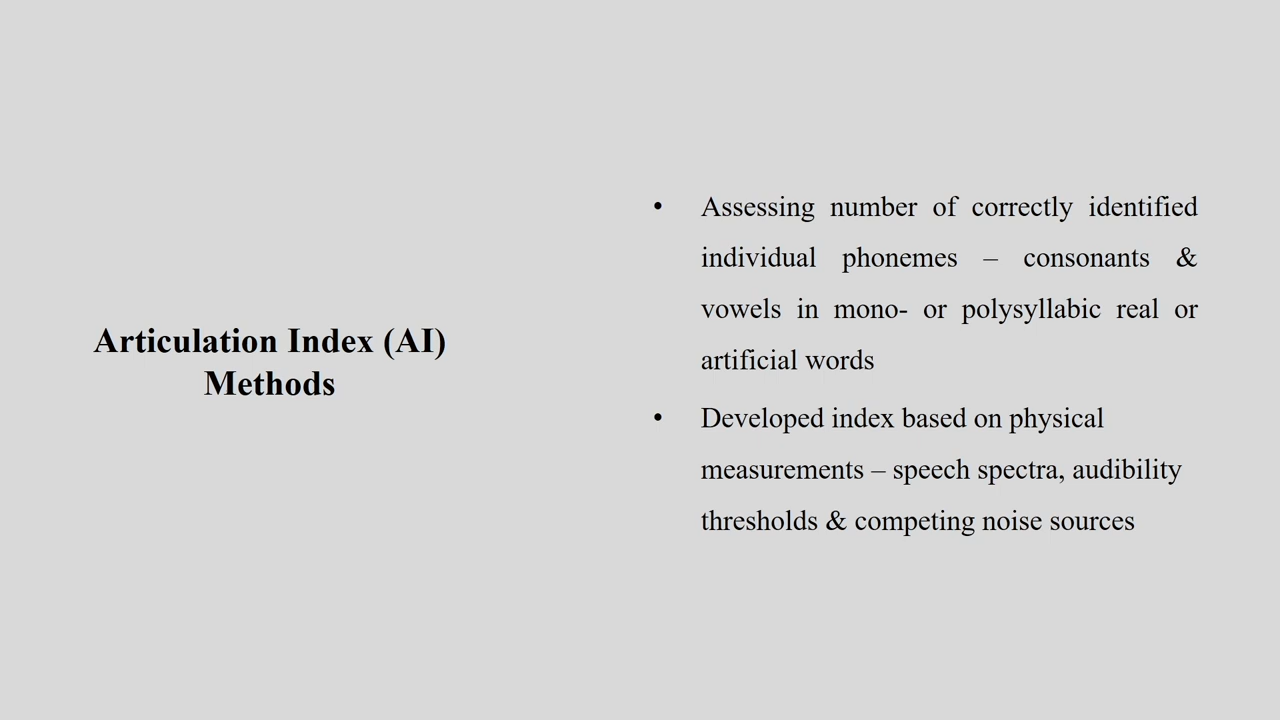 Articulation Index (AI)
Methods
• Assessing number of correctly identified
individual phonemes – consonants &
vowels in mono- or polysyllabic real or
artificial words
• Developed index based on physical
measurements – speech spectra, audibility
thresholds & competing noise sources